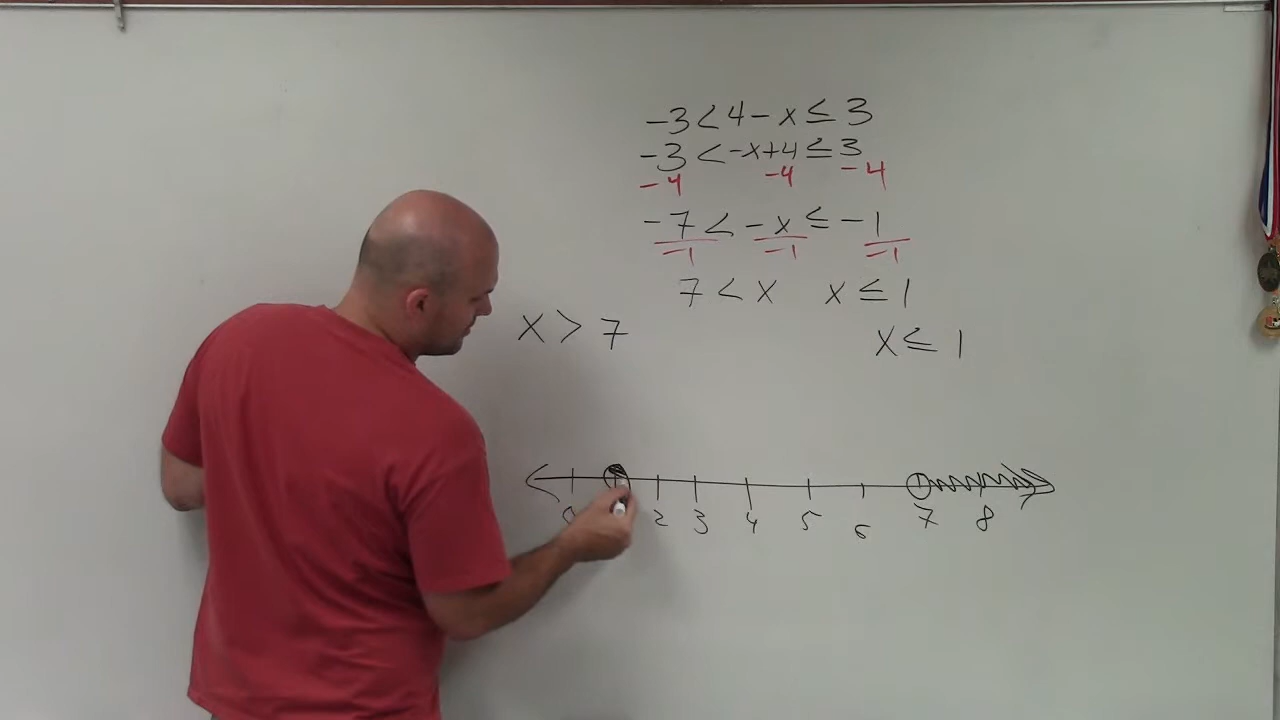 -3 < 4 - x ≤ 3
-3 < -x+4 ≤ 3
-4 -4 -4
-7 < -x ≤ -1
-1 -1 -1
7 < x x ≤ 1
x > 7 x ≤ 1
0 2 3 4 5 6 7 8